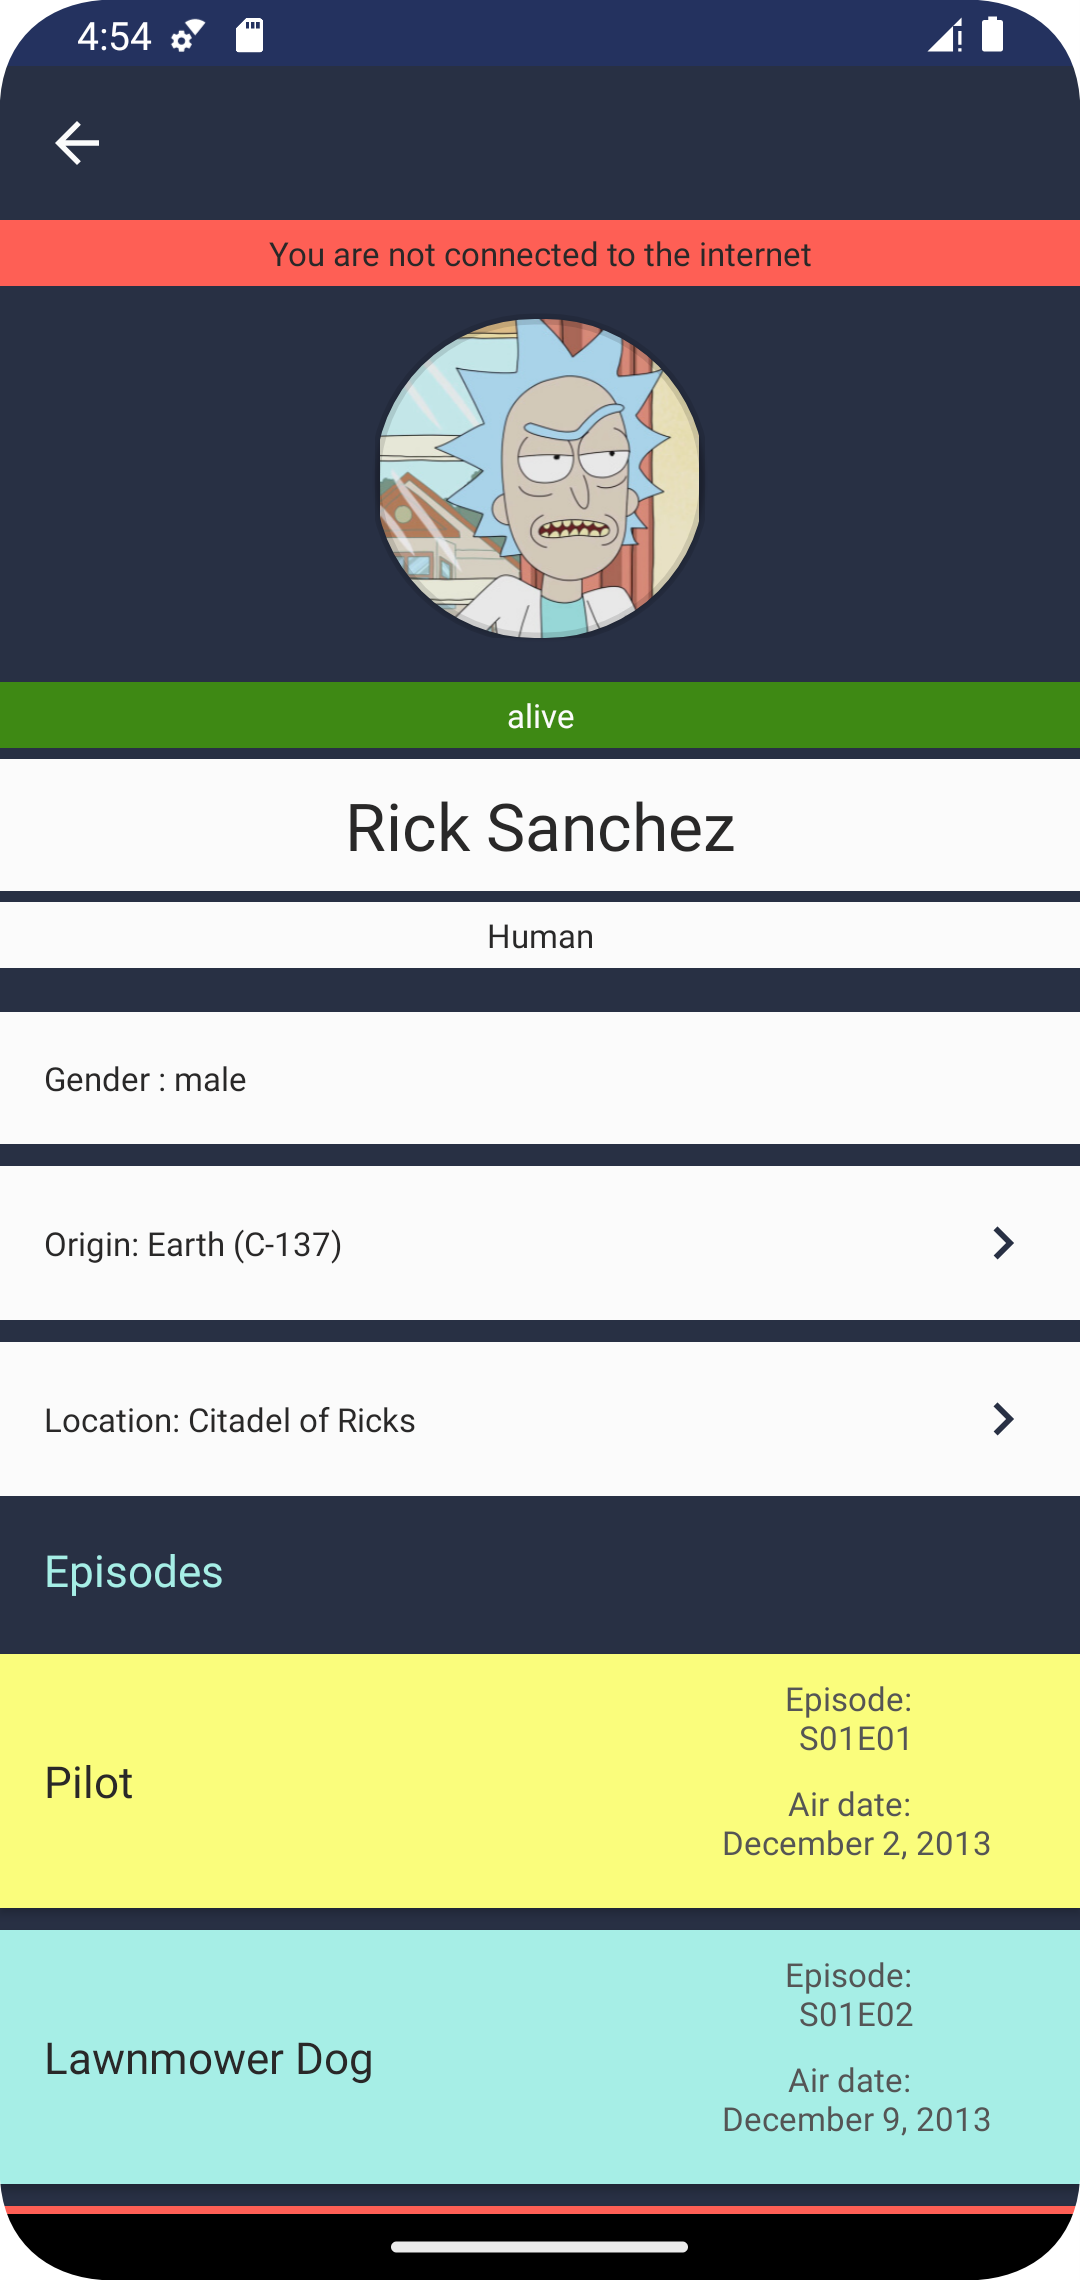 4:54
You are not connected to the internet
alive
Rick Sanchez
Human
Gender : male
Origin: Earth (C-137)
Location: Citadel of Ricks
Episodes
Pilot
Episode:
S01E01
Air date:
December 2, 2013
Lawnmower Dog
Episode:
S01E02
Air date:
December 9, 2013